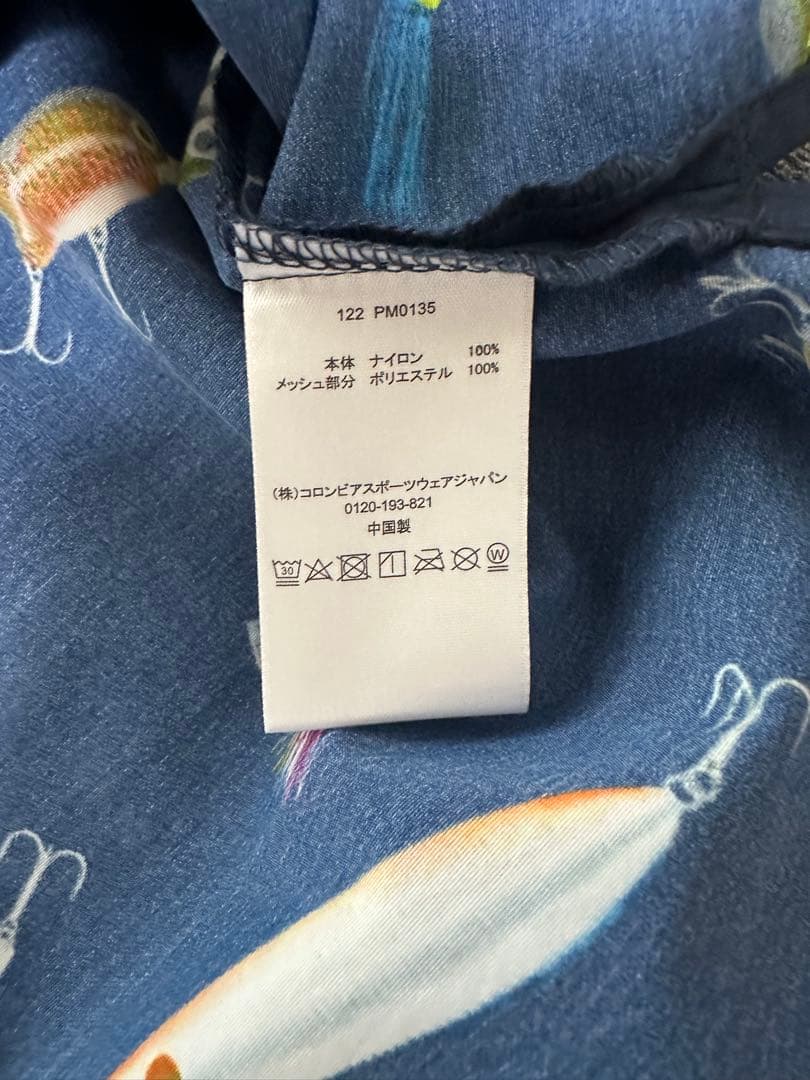 122 PM0135
本体 ナイロン 100%
メッシュ部分 ポリエステル 100%
(株)コロンビアスポーツウェアジャパン
0120-193-821
中国製
30 W